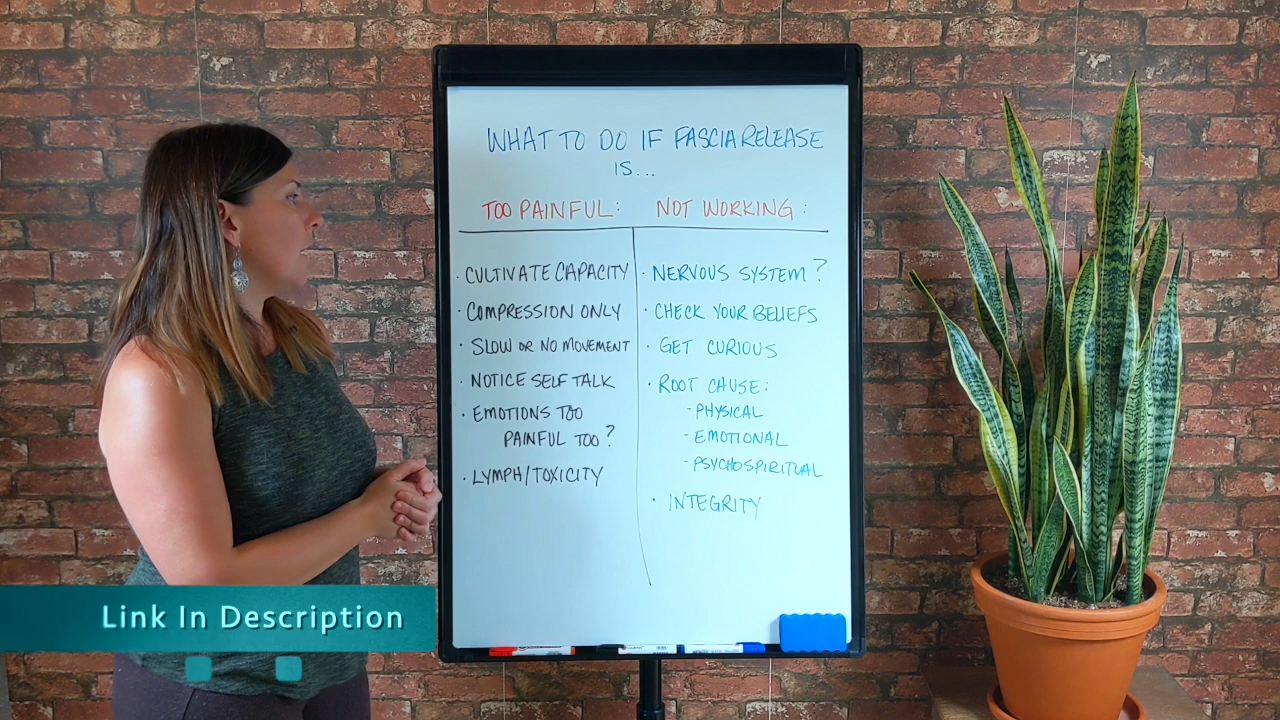 WHAT TO DO IF FASCIA RELEASE
IS...
TOO PAINFUL:
· CULTIVATE CAPACITY
· COMPRESSION ONLY
· SLOW OR NO MOVEMENT
· NOTICE SELF TALK
· EMOTIONS TOO
PAINFUL TOO?
· LYMPH/TOXICITY
NOT WORKING:
· NERVOUS SYSTEM?
· CHECK YOUR BELIEFS
· GET CURIOUS
· ROOT CAUSE:
- PHYSICAL
- EMOTIONAL
- PSYCHOSPIRITUAL
· INTEGRITY
Link In Description